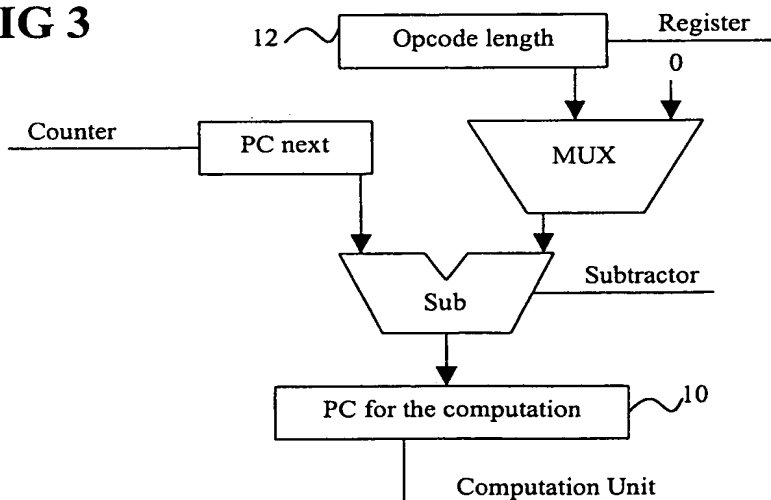 IG 3
12
Opcode length
Register
0
Counter
PC next
MUX
Sub
Subtractor
PC for the computation
10
Computation Unit